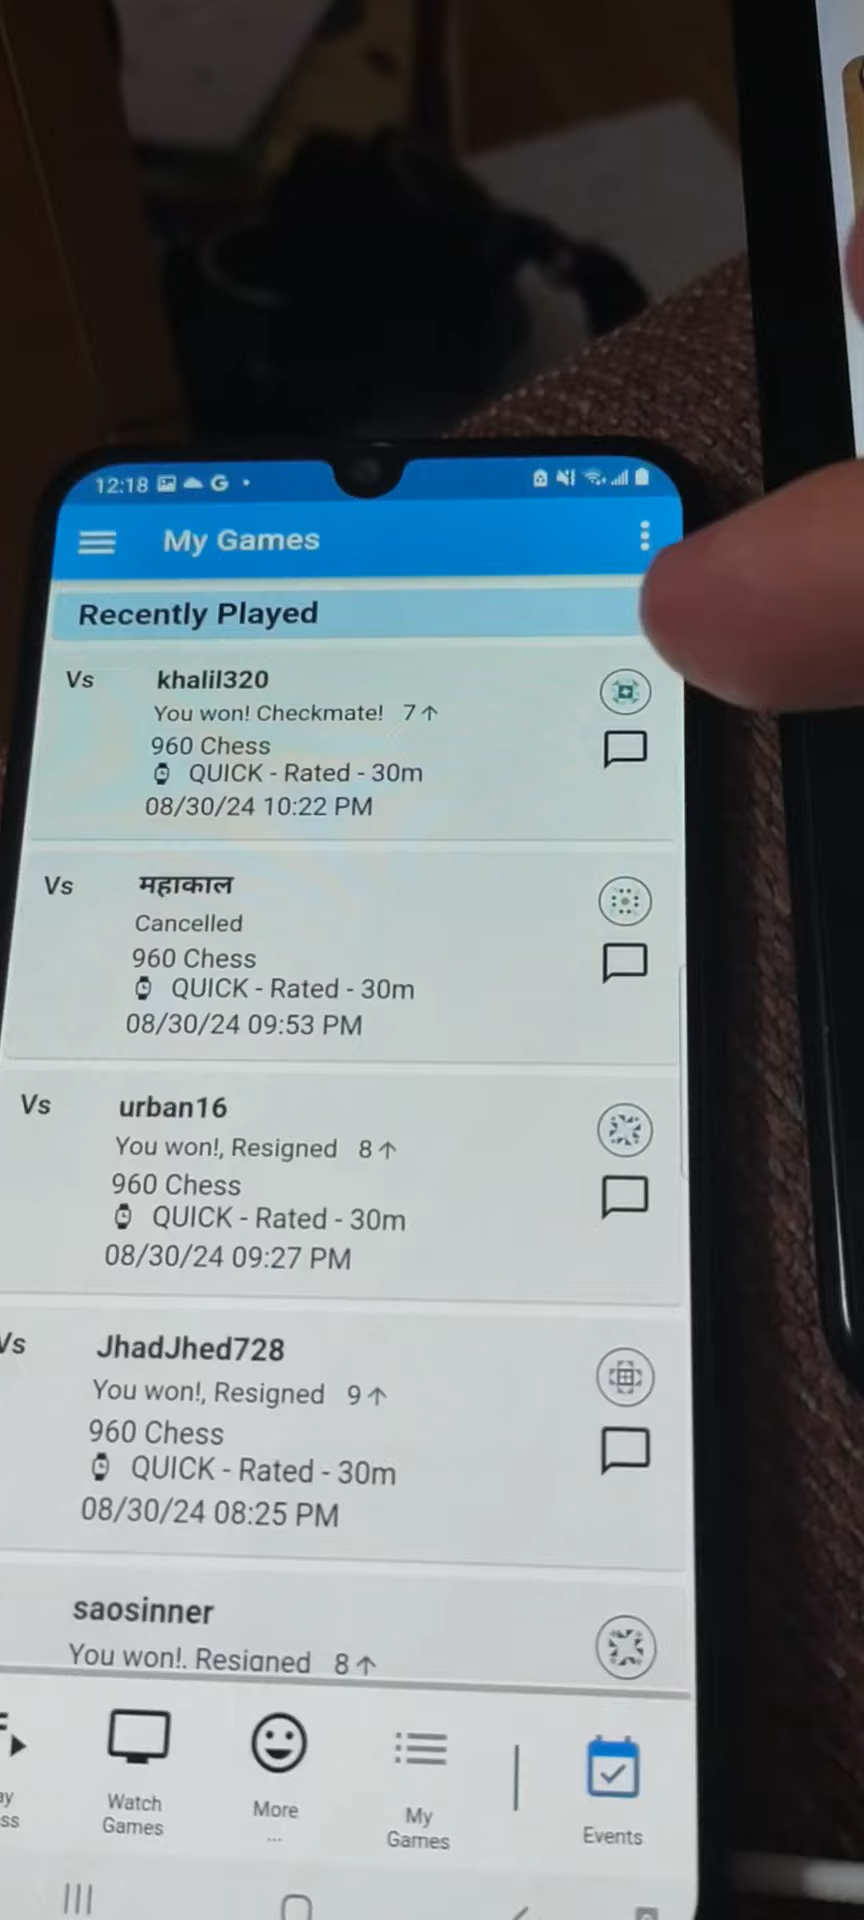 12:18 G
My Games
Recently Played
Vs khalil320
You won! Checkmate! 7↑
960 Chess
QUICK - Rated - 30m
08/30/24 10:22 PM
Vs महाकाल
Cancelled
960 Chess
QUICK - Rated - 30m
08/30/24 09:53 PM
Vs urban16
You won!, Resigned 8↑
960 Chess
QUICK - Rated - 30m
08/30/24 09:27 PM
Vs JhadJhed728
You won!, Resigned 9↑
960 Chess
QUICK - Rated - 30m
08/30/24 08:25 PM
saosinner
You won!, Resigned 8↑
Watch
Games
More
...
My
Games
Events